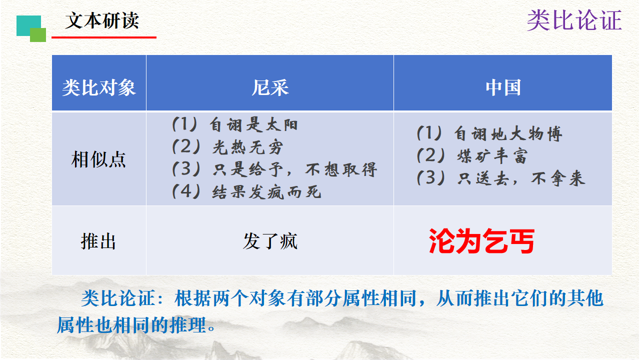 文本研读
类比论证
类比对象
尼采
中国
相似点
（1）自诩是太阳
（2）光热无穷
（3）只是给予，不想取得
（4）结果发疯而死
（1）自诩地大物博
（2）煤矿丰富
（3）只送去，不拿来
推出
发了疯
沦为乞丐
类比论证：根据两个对象有部分属性相同，从而推出它们的其他
属性也相同的推理。